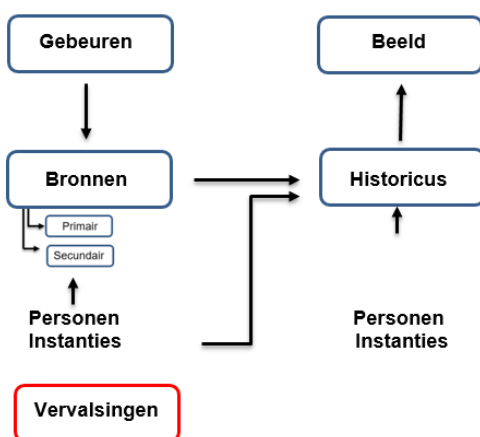 Gebeuren
Beeld
Bronnen
Historicus
Primair
Secundair
Personen
Instanties
Personen
Instanties
Vervalsingen